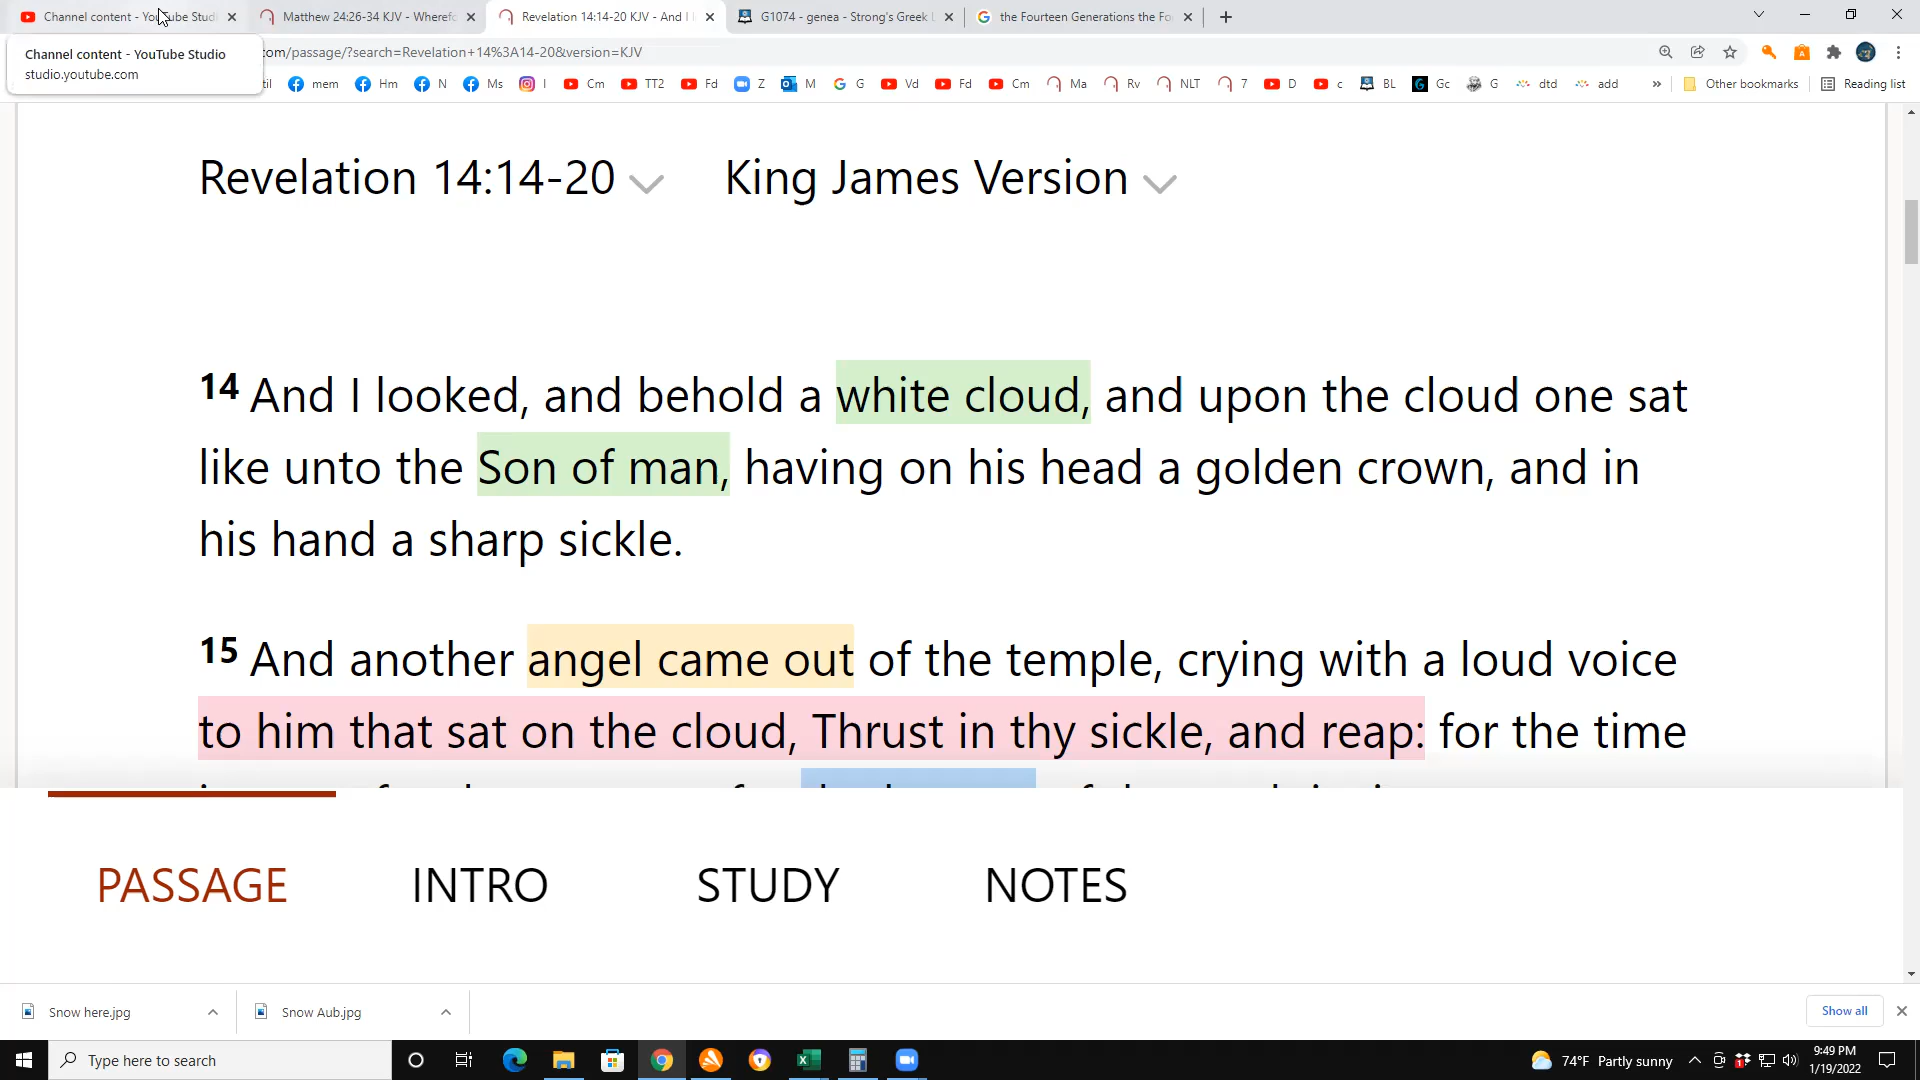 Channel content - YouTube Studi
Matthew 24:26-34 KJV - Wherefo
Revelation 14:14-20 KJV - And I l
G1074 - genea - Strong's Greek L
the Fourteen Generations the Fo
Channel content - YouTube Studio
studio.youtube.com
com/passage/?search=Revelation+14%3A14-20&version=KJV
til mem Hm N Ms I Cm TT2 Fd Z M G Vd Fd Cm Ma Rv NLT 7 D c BL Gc G dtd add » Other bookmarks Reading list
Revelation 14:14-20 King James Version
14 And I looked, and behold a white cloud, and upon the cloud one sat
like unto the Son of man, having on his head a golden crown, and in
his hand a sharp sickle.
15 And another angel came out of the temple, crying with a loud voice
to him that sat on the cloud, Thrust in thy sickle, and reap: for the time
PASSAGE INTRO STUDY NOTES
Snow here.jpg Snow Aub.jpg Show all
Type here to search
74°F Partly sunny
9:49 PM
1/19/2022